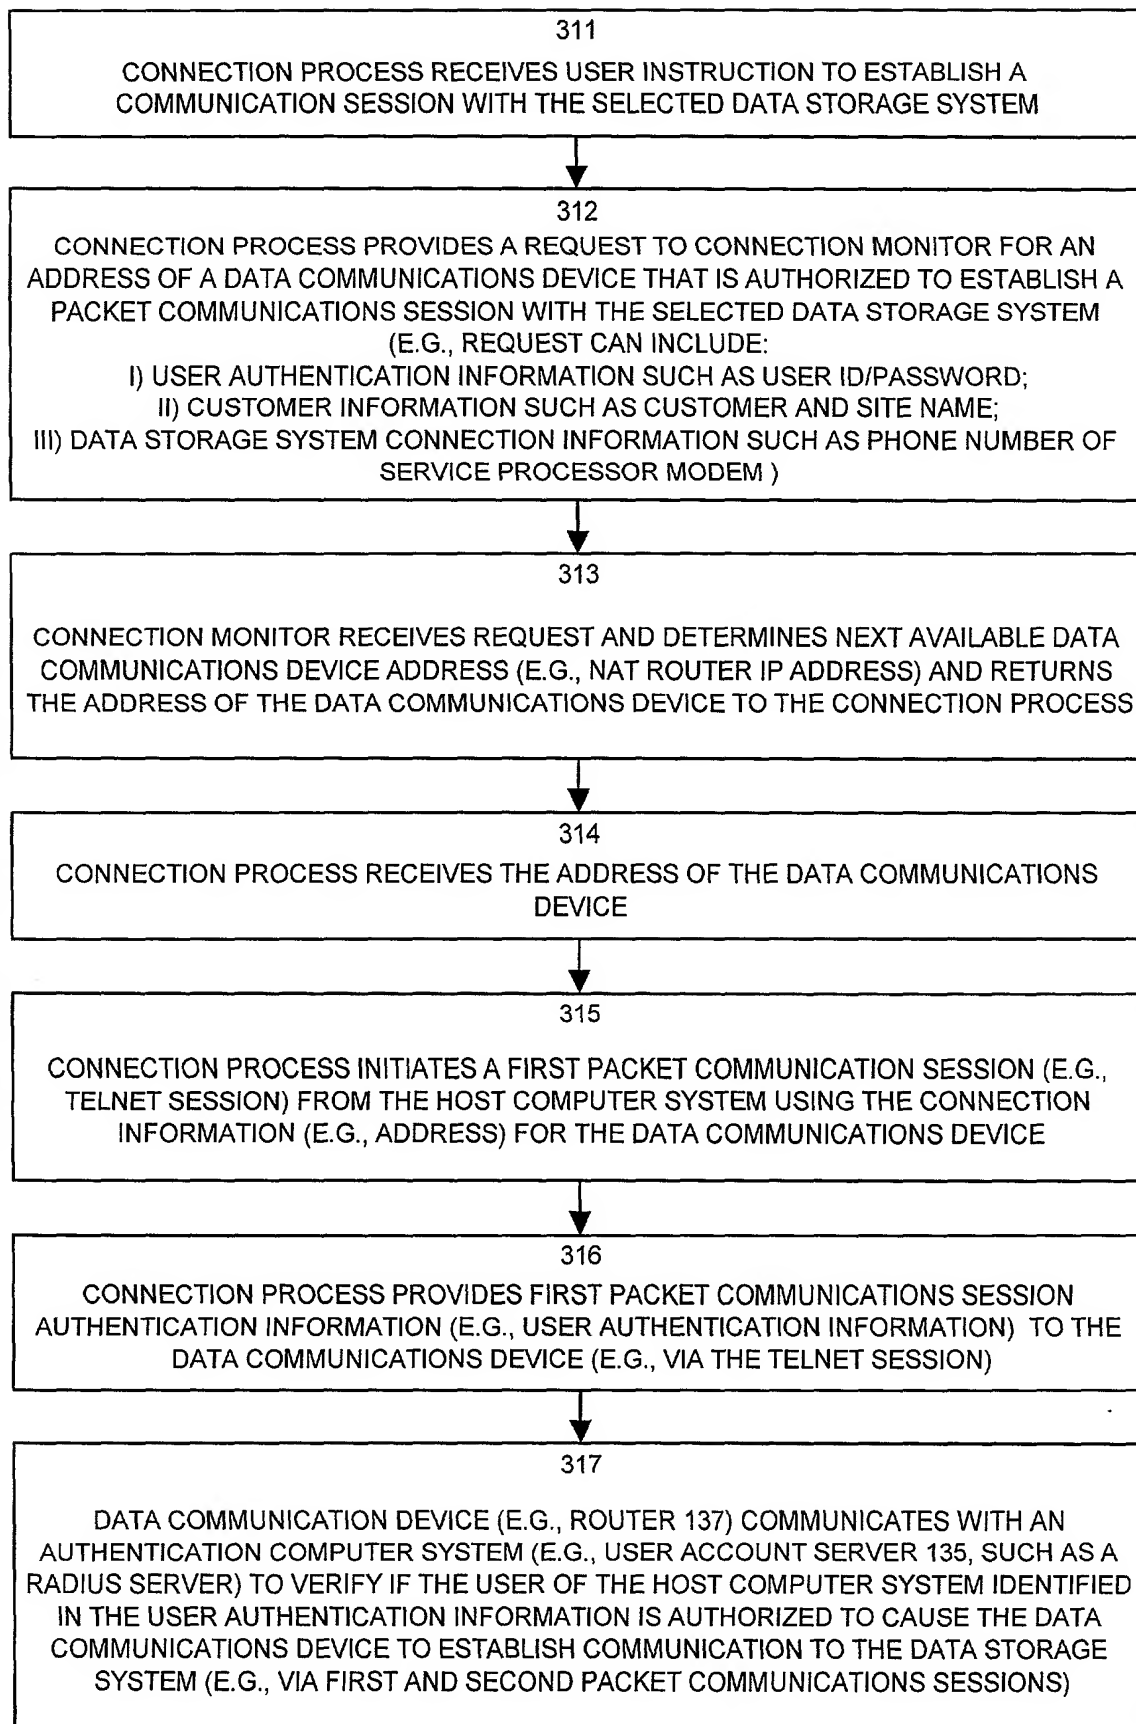 311
CONNECTION PROCESS RECEIVES USER INSTRUCTION TO ESTABLISH A
COMMUNICATION SESSION WITH THE SELECTED DATA STORAGE SYSTEM
312
CONNECTION PROCESS PROVIDES A REQUEST TO CONNECTION MONITOR FOR AN
ADDRESS OF A DATA COMMUNICATIONS DEVICE THAT IS AUTHORIZED TO ESTABLISH A
PACKET COMMUNICATIONS SESSION WITH THE SELECTED DATA STORAGE SYSTEM
(E.G., REQUEST CAN INCLUDE:
I) USER AUTHENTICATION INFORMATION SUCH AS USER ID/PASSWORD;
II) CUSTOMER INFORMATION SUCH AS CUSTOMER AND SITE NAME;
III) DATA STORAGE SYSTEM CONNECTION INFORMATION SUCH AS PHONE NUMBER OF
SERVICE PROCESSOR MODEM )
313
CONNECTION MONITOR RECEIVES REQUEST AND DETERMINES NEXT AVAILABLE DATA
COMMUNICATIONS DEVICE ADDRESS (E.G., NAT ROUTER IP ADDRESS) AND RETURNS
THE ADDRESS OF THE DATA COMMUNICATIONS DEVICE TO THE CONNECTION PROCESS
314
CONNECTION PROCESS RECEIVES THE ADDRESS OF THE DATA COMMUNICATIONS
DEVICE
315
CONNECTION PROCESS INITIATES A FIRST PACKET COMMUNICATION SESSION (E.G.,
TELNET SESSION) FROM THE HOST COMPUTER SYSTEM USING THE CONNECTION
INFORMATION (E.G., ADDRESS) FOR THE DATA COMMUNICATIONS DEVICE
316
CONNECTION PROCESS PROVIDES FIRST PACKET COMMUNICATIONS SESSION
AUTHENTICATION INFORMATION (E.G., USER AUTHENTICATION INFORMATION) TO THE
DATA COMMUNICATIONS DEVICE (E.G., VIA THE TELNET SESSION)
317
DATA COMMUNICATION DEVICE (E.G., ROUTER 137) COMMUNICATES WITH AN
AUTHENTICATION COMPUTER SYSTEM (E.G., USER ACCOUNT SERVER 135, SUCH AS A
RADIUS SERVER) TO VERIFY IF THE USER OF THE HOST COMPUTER SYSTEM IDENTIFIED
IN THE USER AUTHENTICATION INFORMATION IS AUTHORIZED TO CAUSE THE DATA
COMMUNICATIONS DEVICE TO ESTABLISH COMMUNICATION TO THE DATA STORAGE
SYSTEM (E.G., VIA FIRST AND SECOND PACKET COMMUNICATIONS SESSIONS)